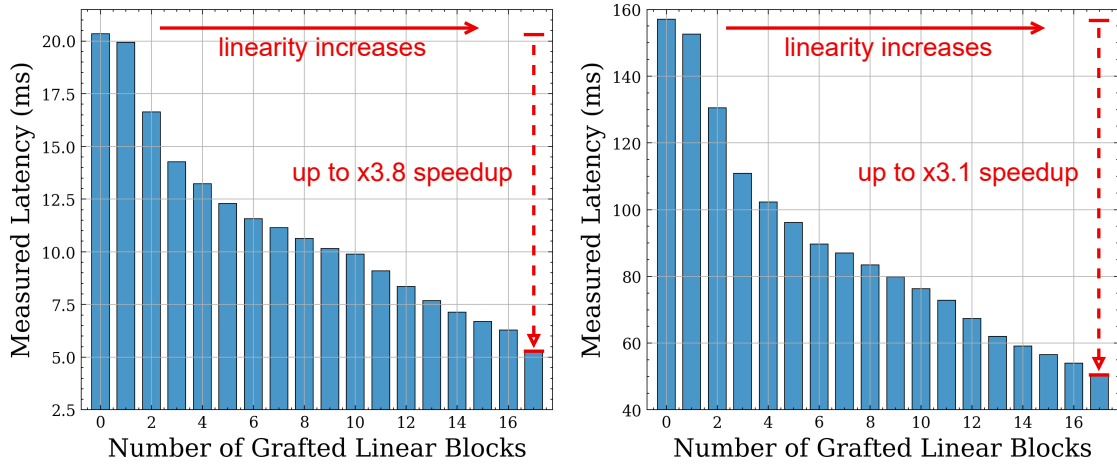 20.0
17.5
15.0
12.5
10.0
7.5
5.0
2.5
Measured Latency (ms)
linearity increases
up to x3.8 speedup
0 2 4 6 8 10 12 14 16
Number of Grafted Linear Blocks
160
140
120
100
80
60
40
Measured Latency (ms)
linearity increases
up to x3.1 speedup
0 2 4 6 8 10 12 14 16
Number of Grafted Linear Blocks